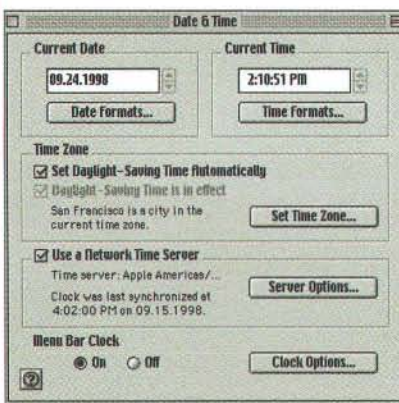 Date & Time
Current Date
Current Time
09.24.1998
2:10:51 PM
Date Formats...
Time Formats...
Time Zone
Set Daylight-Saving Time Automatically
Daylight-Saving Time is in effect
San Francisco is a city in the
current time zone.
Set Time Zone...
Use a Network Time Server
Time server: Apple Americas/...
Clock was last synchronized at
4:02:00 PM on 09.15.1998.
Server Options...
Menu Bar Clock
On
Off
Clock Options...
?